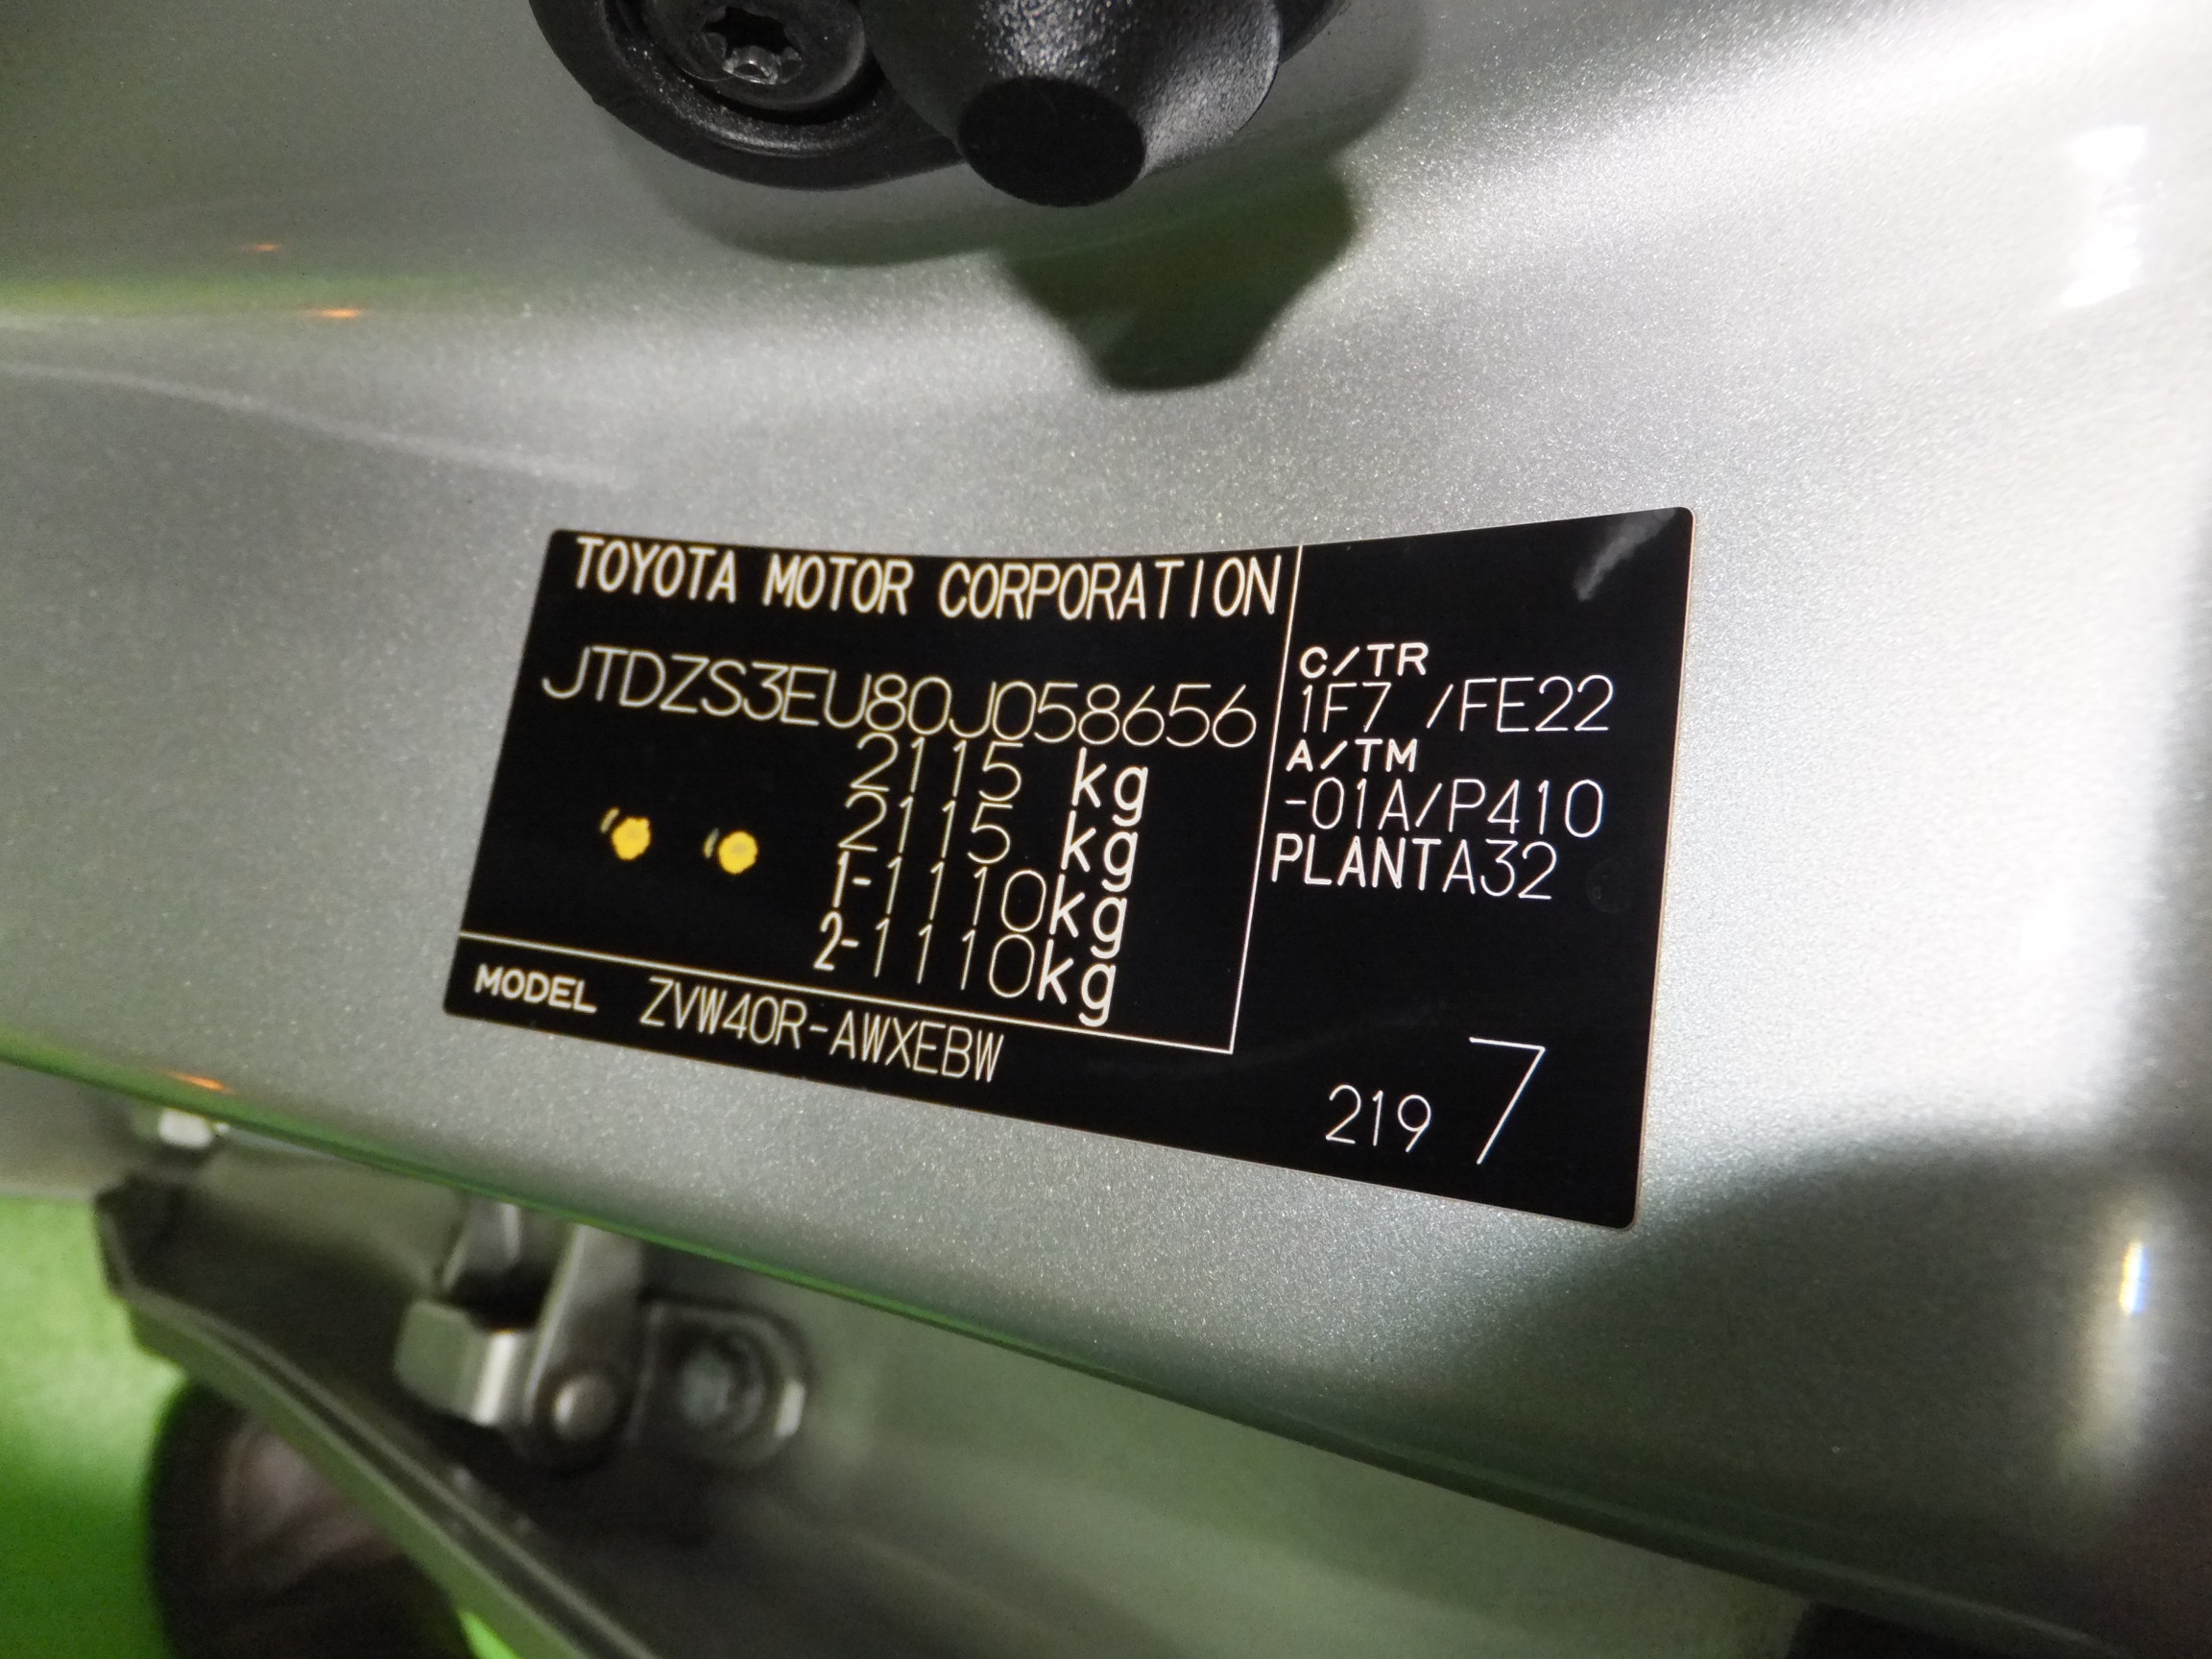 TOYOTA MOTOR CORPORATION
JTDZS3EU80J058656
2115 kg
2115 kg
1-1110kg
2-1110kg
MODEL ZVW40R-AWXEBW
C/TR
1F7 /FE22
A/TM
-01A/P410
PLANTA32
219 7